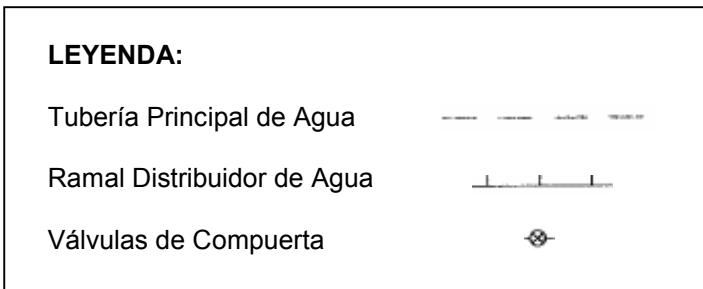 LEYENDA:
Tubería Principal de Agua
Ramal Distribuidor de Agua
Válvulas de Compuerta